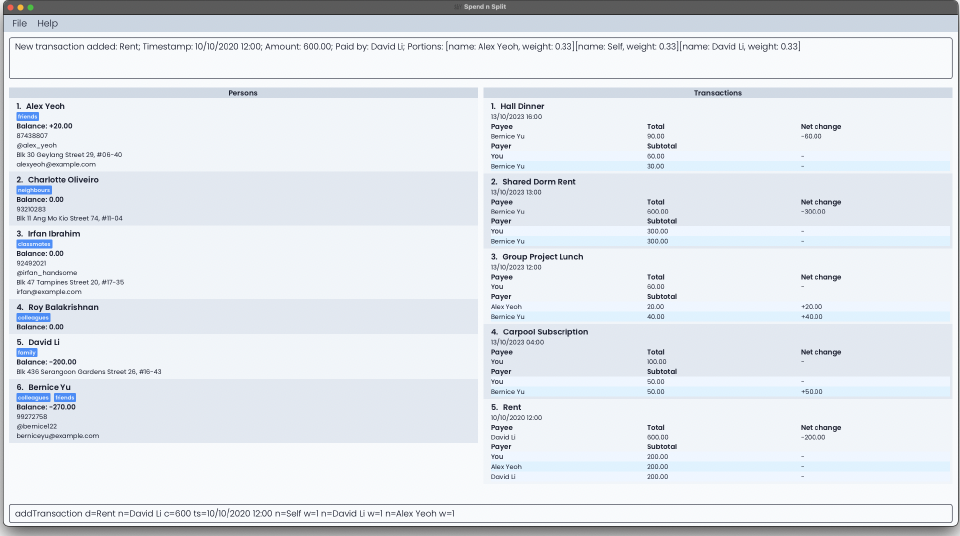 Spend n Split
File Help
New transaction added: Rent; Timestamp: 10/10/2020 12:00; Amount: 600.00; Paid by: David Li; Portions: [name: Alex Yeoh, weight: 0.33][name: Self, weight: 0.33][name: David Li, weight: 0.33]
Persons
1. Alex Yeoh
friends
Balance: +20.00
87438807
@alex_yeoh
Blk 30 Geylang Street 29, #06-40
alexyeoh@example.com
2. Charlotte Oliveiro
neighbours
Balance: 0.00
93210283
Blk 11 Ang Mo Kio Street 74, #11-04
3. Irfan Ibrahim
classmates
Balance: 0.00
92492021
@irfan_handsome
Blk 47 Tampines Street 20, #17-35
irfan@example.com
4. Roy Balakrishnan
colleagues
Balance: 0.00
5. David Li
family
Balance: -200.00
Blk 436 Serangoon Gardens Street 26, #16-43
6. Bernice Yu
colleagues friends
Balance: -270.00
99272758
@bernice122
berniceyu@example.com
Transactions
1. Hall Dinner
13/10/2023 16:00
Payee Total Net change
Bernice Yu 90.00 -60.00
Payer Subtotal
You 60.00 -
Bernice Yu 30.00 -
2. Shared Dorm Rent
13/10/2023 13:00
Payee Total Net change
Bernice Yu 600.00 -300.00
Payer Subtotal
You 300.00 -
Bernice Yu 300.00 -
3. Group Project Lunch
13/10/2023 12:00
Payee Total Net change
You 60.00 -
Payer Subtotal
Alex Yeoh 20.00 +20.00
Bernice Yu 40.00 +40.00
4. Carpool Subscription
13/10/2023 04:00
Payee Total Net change
You 100.00 -
Payer Subtotal
You 50.00 -
Bernice Yu 50.00 +50.00
5. Rent
10/10/2020 12:00
Payee Total Net change
David Li 600.00 -200.00
Payer Subtotal
You 200.00 -
Alex Yeoh 200.00 -
David Li 200.00 -
addTransaction d=Rent n=David Li c=600 ts=10/10/2020 12:00 n=Self w=1 n=David Li w=1 n=Alex Yeoh w=1